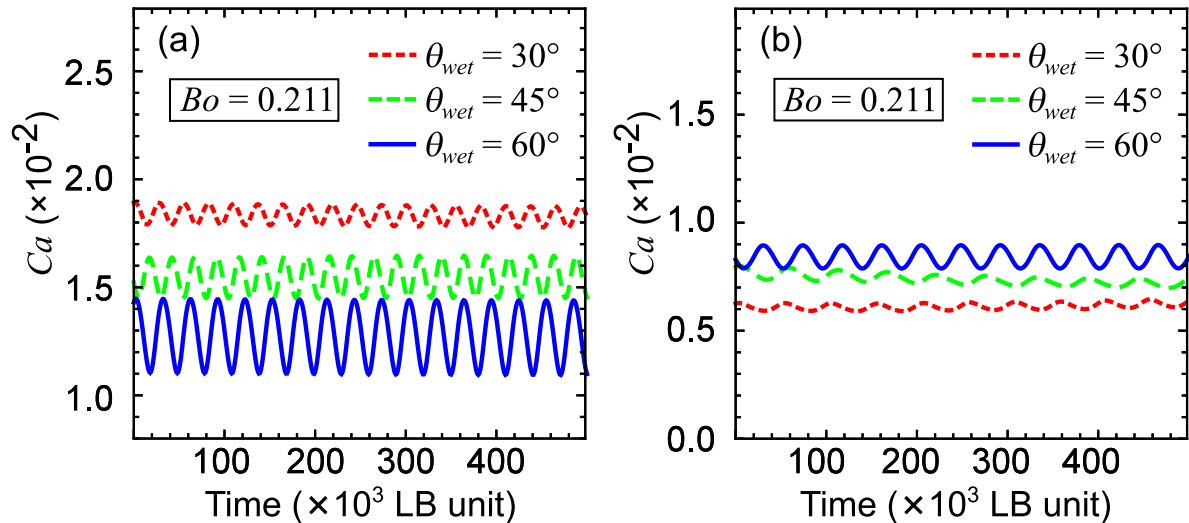 (a)
θwet = 30°
Bo = 0.211
θwet = 45°
θwet = 60°
Ca (×10-2)
2.5
2.0
1.5
1.0
100 200 300 400
Time (×10³ LB unit)
(b)
θwet = 30°
Bo = 0.211
θwet = 45°
θwet = 60°
Ca (×10-2)
1.5
1.0
0.5
0.0
100 200 300 400
Time (×10³ LB unit)